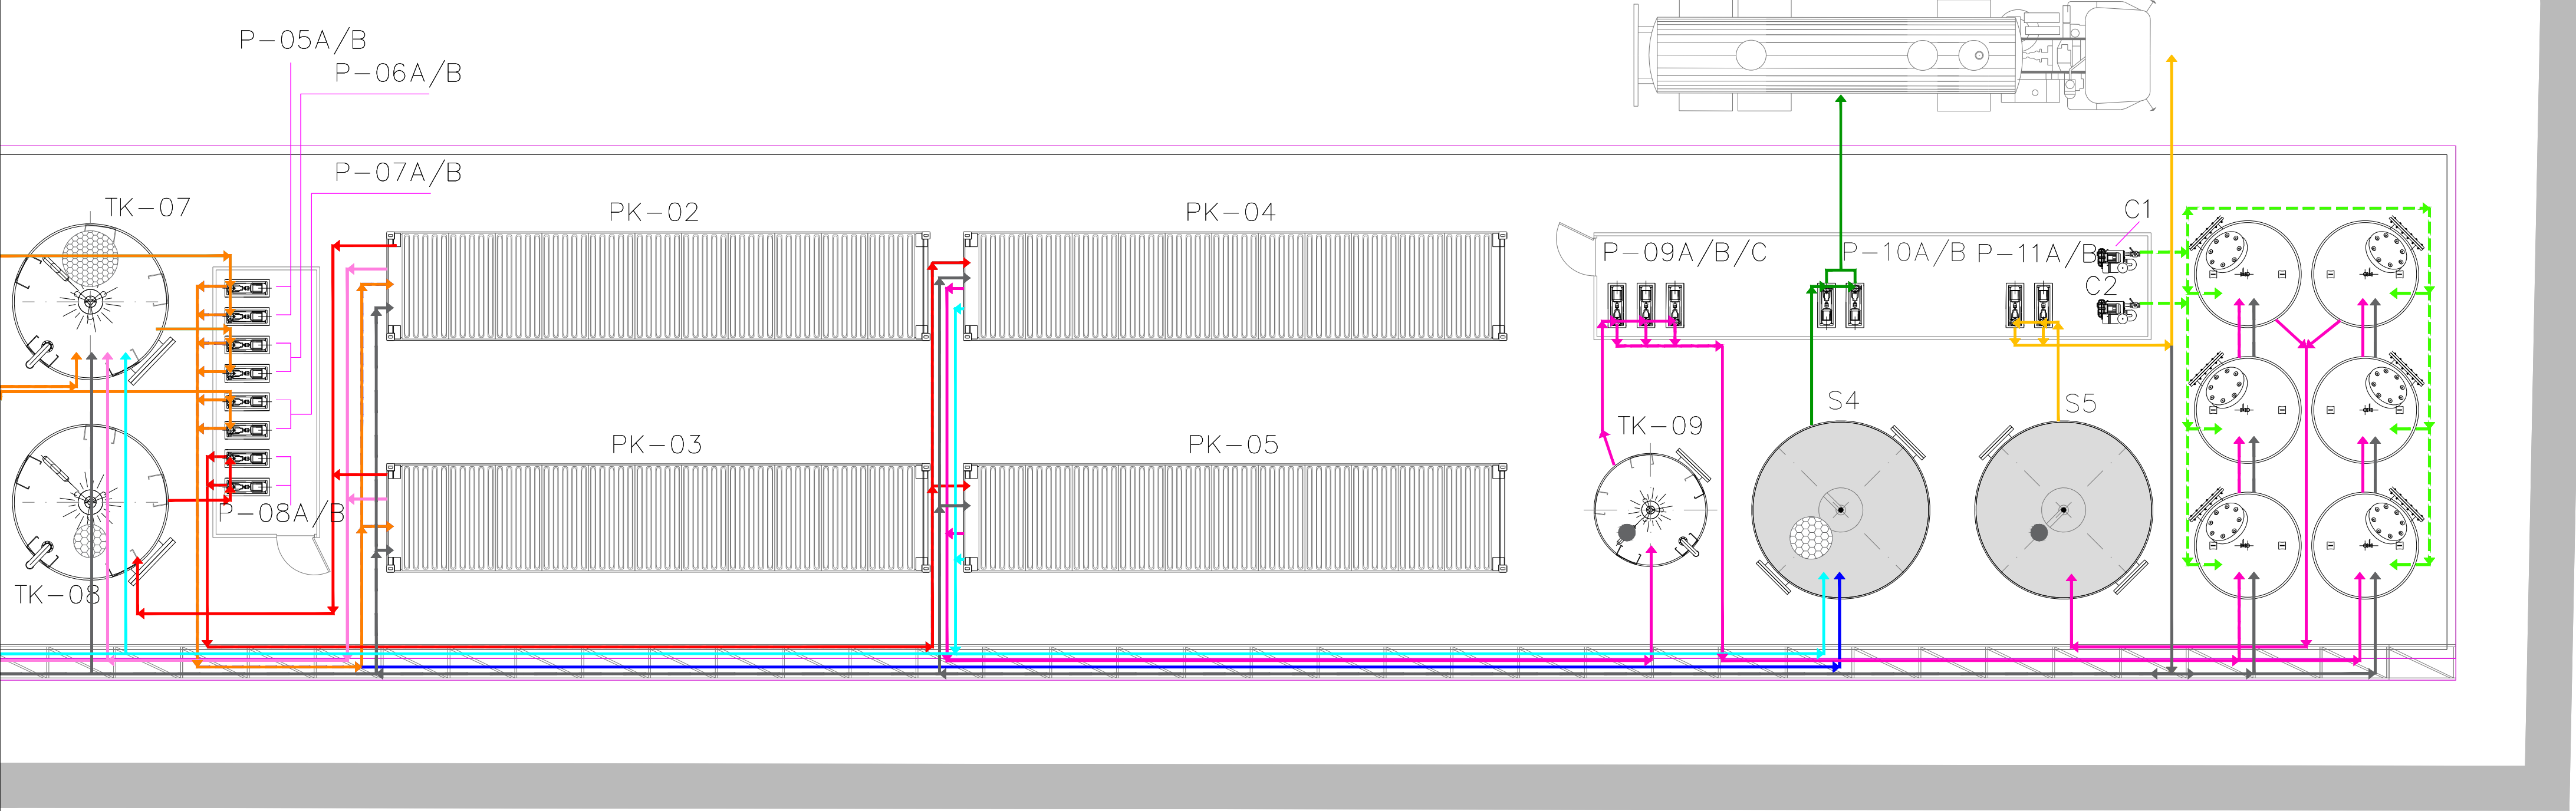 P-05A/B
P-06A/B
P-07A/B
TK-07
PK-02
PK-04
C1
P-09A/B/C
P-10A/B
P-11A/B
C2
S4
S5
TK-09
PK-03
PK-05
P-08A/B
TK-08